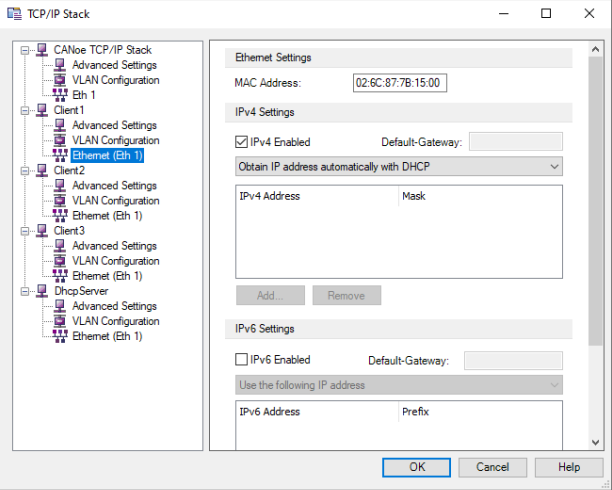 TCP/IP Stack
CANoe TCP/IP Stack
Advanced Settings
VLAN Configuration
Eth 1
Client1
Advanced Settings
VLAN Configuration
Ethernet (Eth 1)
Client2
Advanced Settings
VLAN Configuration
Ethernet (Eth 1)
Client3
Advanced Settings
VLAN Configuration
Ethernet (Eth 1)
DhcpServer
Advanced Settings
VLAN Configuration
Ethernet (Eth 1)
Ethernet Settings
MAC Address: 02:6C:87:7B:15:00
IPv4 Settings
IPv4 Enabled Default-Gateway:
Obtain IP address automatically with DHCP
IPv4 Address Mask
Add... Remove
IPv6 Settings
IPv6 Enabled Default-Gateway:
Use the following IP address
IPv6 Address Prefix
OK Cancel Help